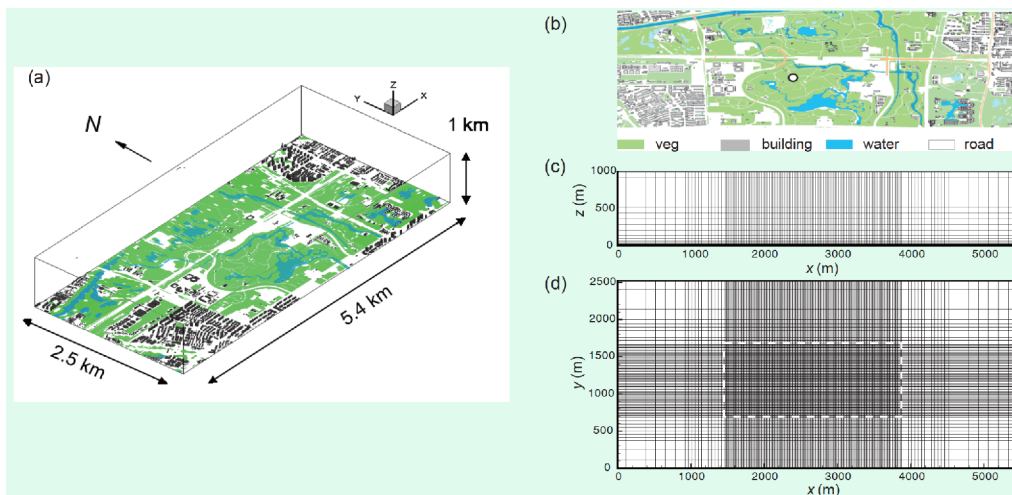 (a)
N
Z
Y
X
1 km
5.4 km
2.5 km
(b)
veg building water road
(c)
1000
500
0
z (m)
0 1000 2000 3000 4000 5000
x (m)
(d)
2500
2000
1500
1000
500
0
y (m)
0 1000 2000 3000 4000 5000
x (m)